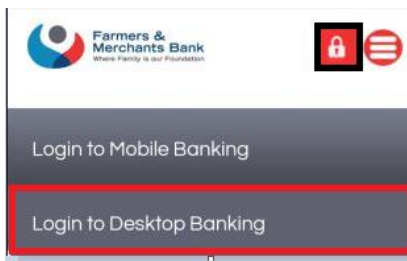 Farmers &
Merchants Bank
Where Family is our Foundation
Login to Mobile Banking
Login to Desktop Banking